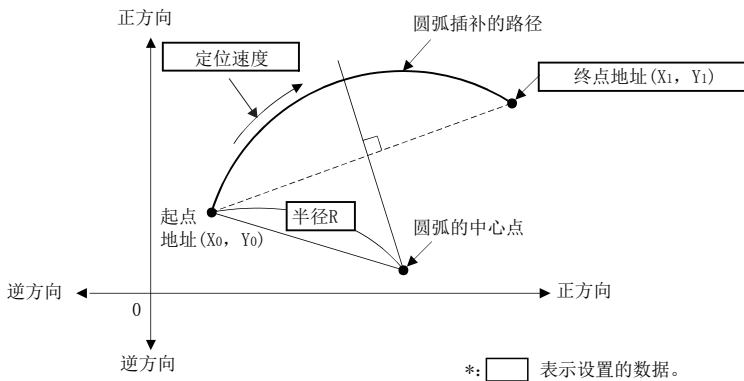 正方向
圆弧插补的路径
定位速度
终点地址(X1，Y1)
起点
地址(X0，Y0)
半径R
圆弧的中心点
逆方向
0
正方向
逆方向
*: 表示设置的数据。